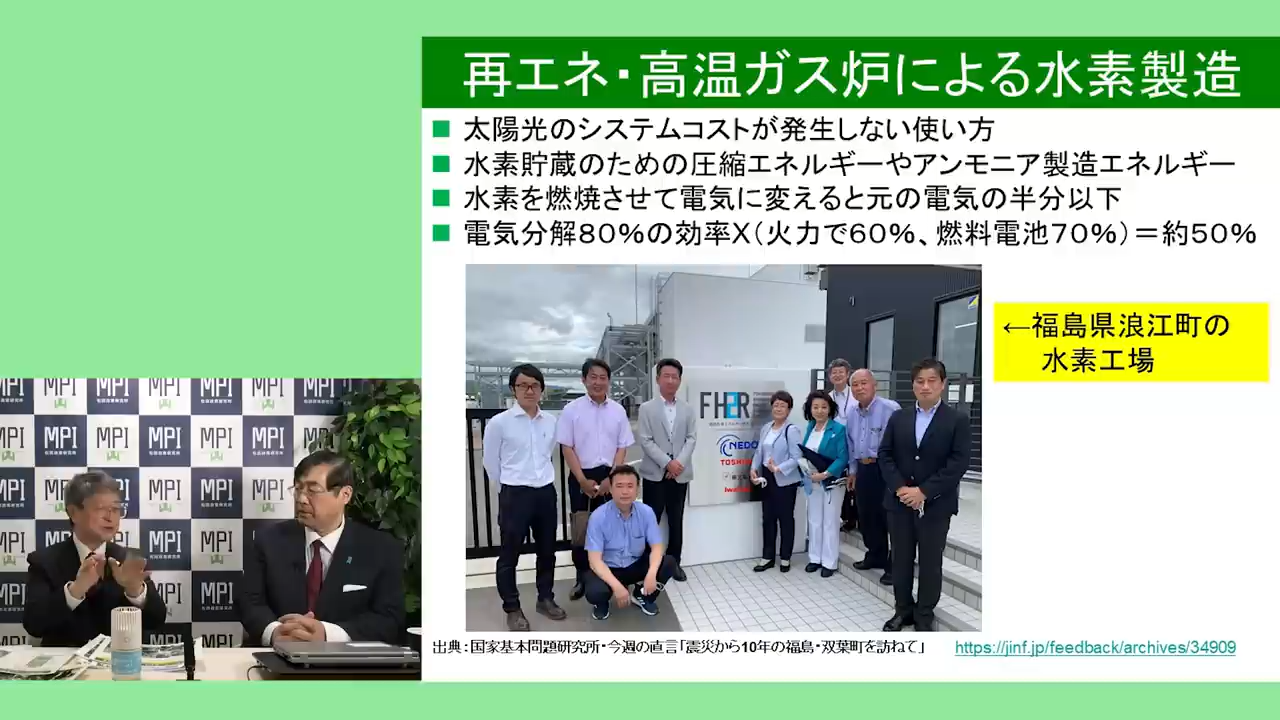 再エネ・高温ガス炉による水素製造
太陽光のシステムコストが発生しない使い方
水素貯蔵のための圧縮エネルギーやアンモニア製造エネルギー
水素を燃焼させて電気に変えると元の電気の半分以下
電気分解80%の効率X(火力で60%、燃料電池70%)=約50%
←福島県浪江町の
水素工場
FH2R
NEDO
MPI
出典:国家基本問題研究所・今週の直言「震災から10年の福島・双葉町を訪ねて」
https://jinf.jp/feedback/archives/34909